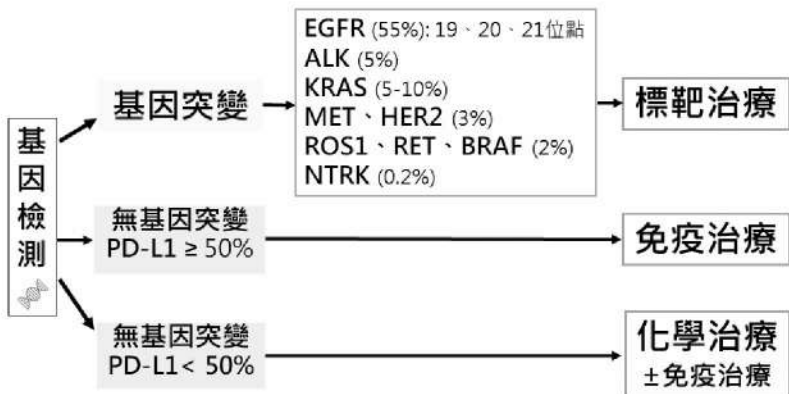 基因檢測
基因突變
EGFR (55%): 19、20、21位點
ALK (5%)
KRAS (5-10%)
MET、HER2 (3%)
ROS1、RET、BRAF (2%)
NTRK (0.2%)
標靶治療
無基因突變
PD-L1 ≥ 50%
免疫治療
無基因突變
PD-L1< 50%
化學治療
±免疫治療